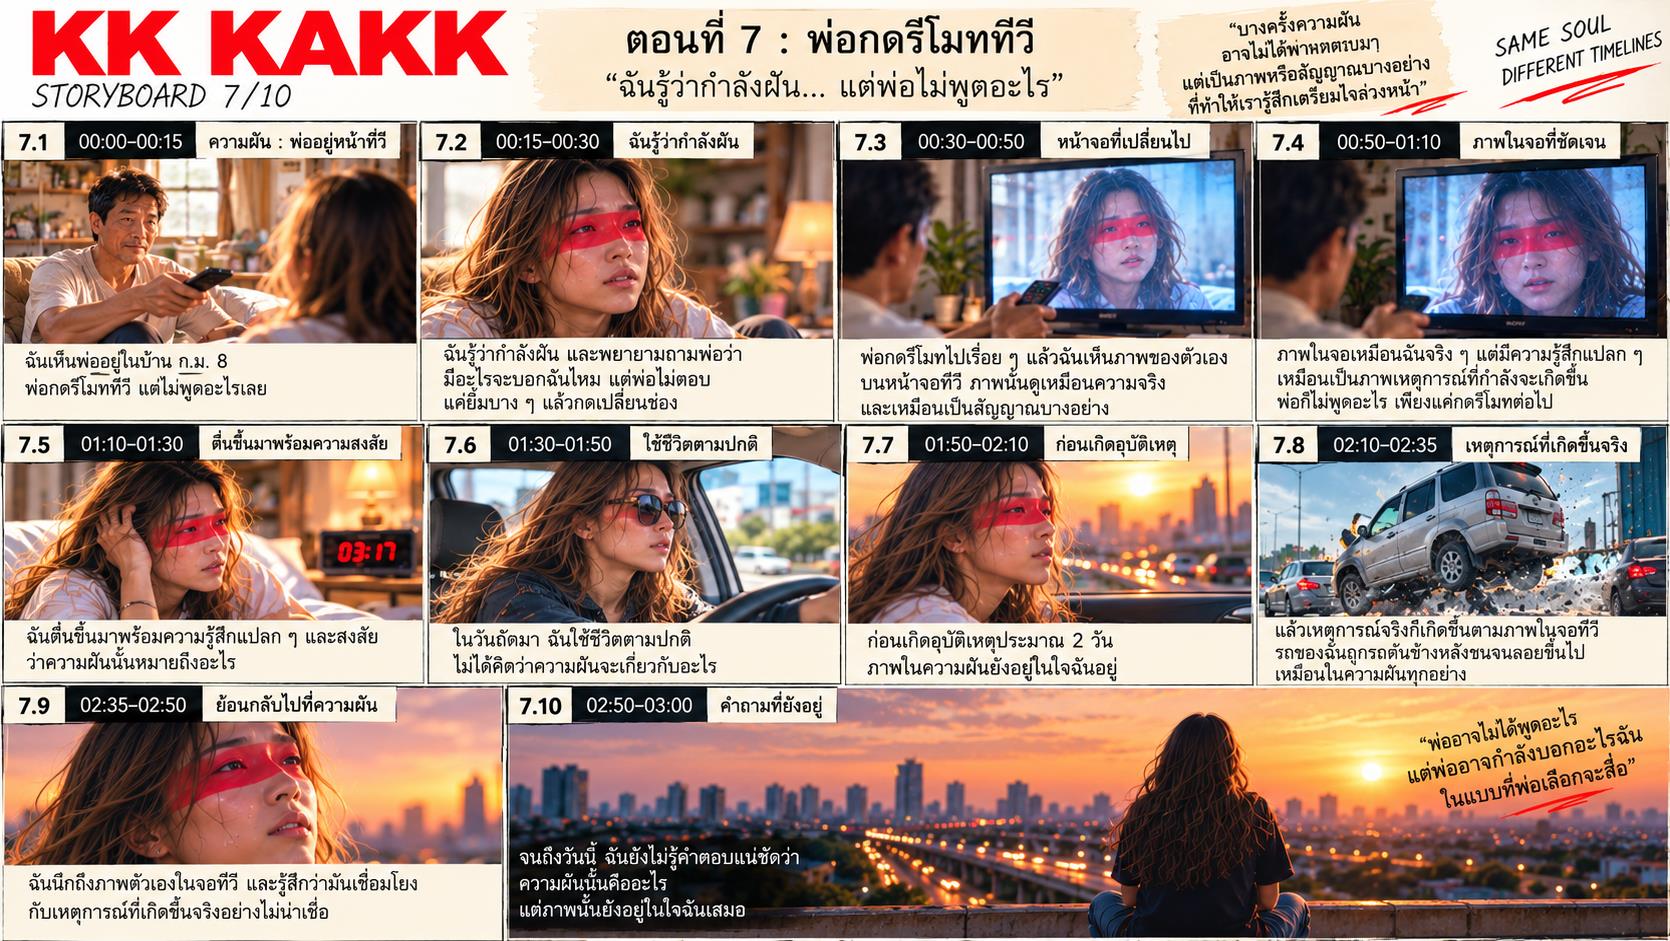 KK KAKK
STORYBOARD 7/10
ตอนที่ 7 : พ่อกดรีโมททีวี
“ฉันรู้ว่ากำลังฝัน... แต่พ่อไม่พูดอะไร”
“บางครั้งความฝัน
อาจไม่ได้
แต่เป็นภาพหรือสัญญาณบางอย่าง
ที่ทำให้เรารู้สึกเตรียมใจล่วงหน้า”
SAME SOUL
DIFFERENT TIMELINES
7.1 00:00–00:15 ความฝัน : พ่ออยู่หน้าทีวี
ฉันเห็นพ่ออยู่ในบ้าน ก.ม. 8
พ่อกดรีโมททีวี แต่ไม่พูดอะไรเลย
7.2 00:15–00:30 ฉันรู้ว่ากำลังฝัน
ฉันรู้ว่ากำลังฝัน และพยายามถามพ่อว่า
มีอะไรจะบอกฉันไหม แต่พ่อไม่ตอบ
แค่ยิ้มบาง ๆ แล้วกดเปลี่ยนช่อง
7.3 00:30–00:50 หน้าจอที่เปลี่ยนไป
พ่อกดรีโมทไปเรื่อย ๆ แล้วฉันเห็นภาพของตัวเอง
บนหน้าจอทีวี ภาพนั้นดูเหมือนความจริง
และเหมือนเป็นสัญญาณบางอย่าง
7.4 00:50–01:10 ภาพในจอที่ชัดเจน
ภาพในจอเหมือนฉันจริง ๆ แต่มีความรู้สึกแปลก ๆ
เหมือนเป็นภาพเหตุการณ์ที่กำลังจะเกิดขึ้น
พ่อก็ไม่พูดอะไร เพียงแค่กดรีโมทต่อไป
7.5 01:10–01:30 ตื่นขึ้นมาพร้อมความสงสัย
03:17
ฉันตื่นขึ้นมาพร้อมความรู้สึกแปลก ๆ และสงสัย
ว่าความฝันนั้นหมายถึงอะไร
7.6 01:30–01:50 ใช้ชีวิตตามปกติ
ในวันถัดมา ฉันใช้ชีวิตตามปกติ
ไม่ได้คิดว่าความฝันจะเกี่ยวกับอะไร
7.7 01:50–02:10 ก่อนเกิดอุบัติเหตุ
ก่อนเกิดอุบัติเหตุประมาณ 2 วัน
ภาพในความฝันยังอยู่ในใจฉันอยู่
7.8 02:10–02:35 เหตุการณ์ที่เกิดขึ้นจริง
แล้วเหตุการณ์จริงก็เกิดขึ้นตามภาพในจอทีวี
รถของฉันถูกรถคันข้างหลังชนจนลอยขึ้นไป
เหมือนในความฝันทุกอย่าง
7.9 02:35–02:50 ย้อนกลับไปที่ความฝัน
ฉันนึกถึงภาพตัวเองในจอทีวี และรู้สึกว่ามันเชื่อมโยง
กับเหตุการณ์ที่เกิดขึ้นจริงอย่างไม่น่าเชื่อ
7.10 02:50–03:00 คำถามที่ยังอยู่
“พ่ออาจไม่ได้พูดอะไร
แต่พ่ออาจกำลังบอกอะไรฉัน
ในแบบที่พ่อเลือกจะสื่อ”
จนถึงวันนี้ ฉันยังไม่รู้คำตอบแน่ชัดว่า
ความฝันนั้นคืออะไร
แต่ภาพนั้นยังอยู่ในใจฉันเสมอ